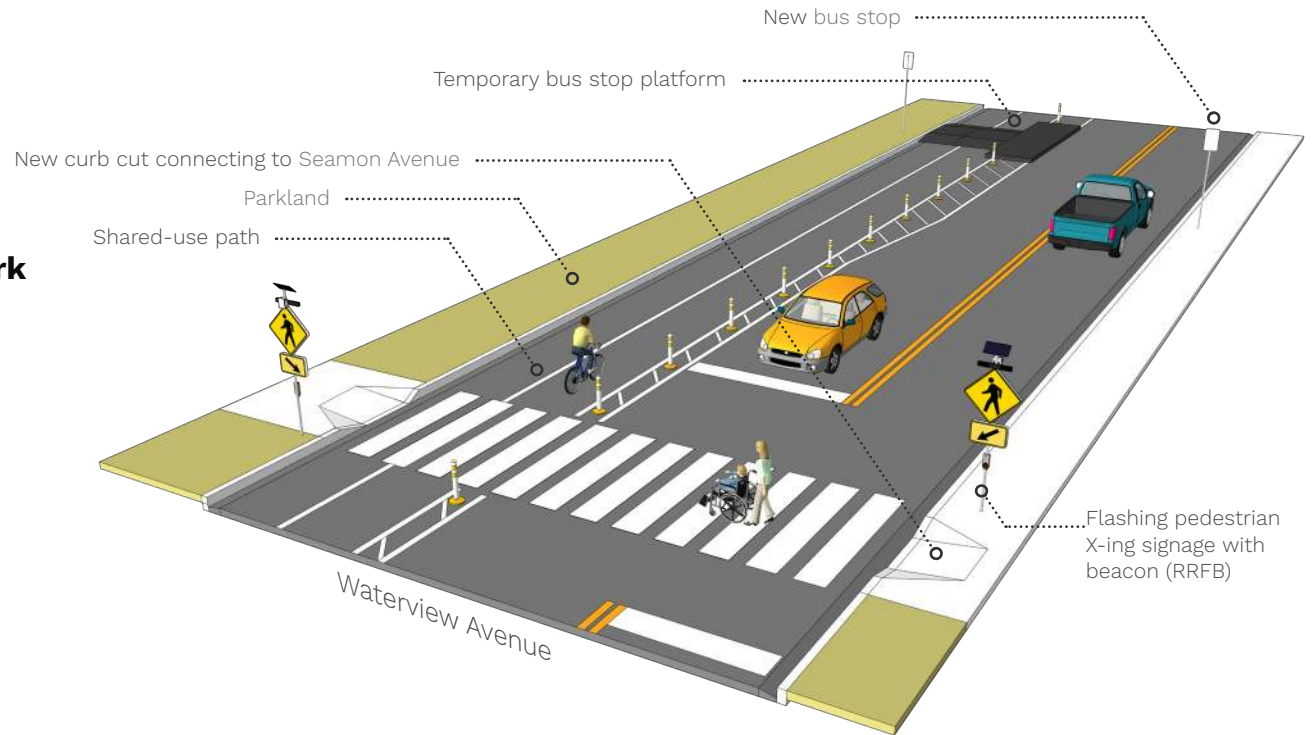 New bus stop
Temporary bus stop platform
New curb cut connecting to Seamon Avenue
Parkland
Shared-use path
rk
Flashing pedestrian
X-ing signage with
beacon (RRFB)
Waterview Avenue